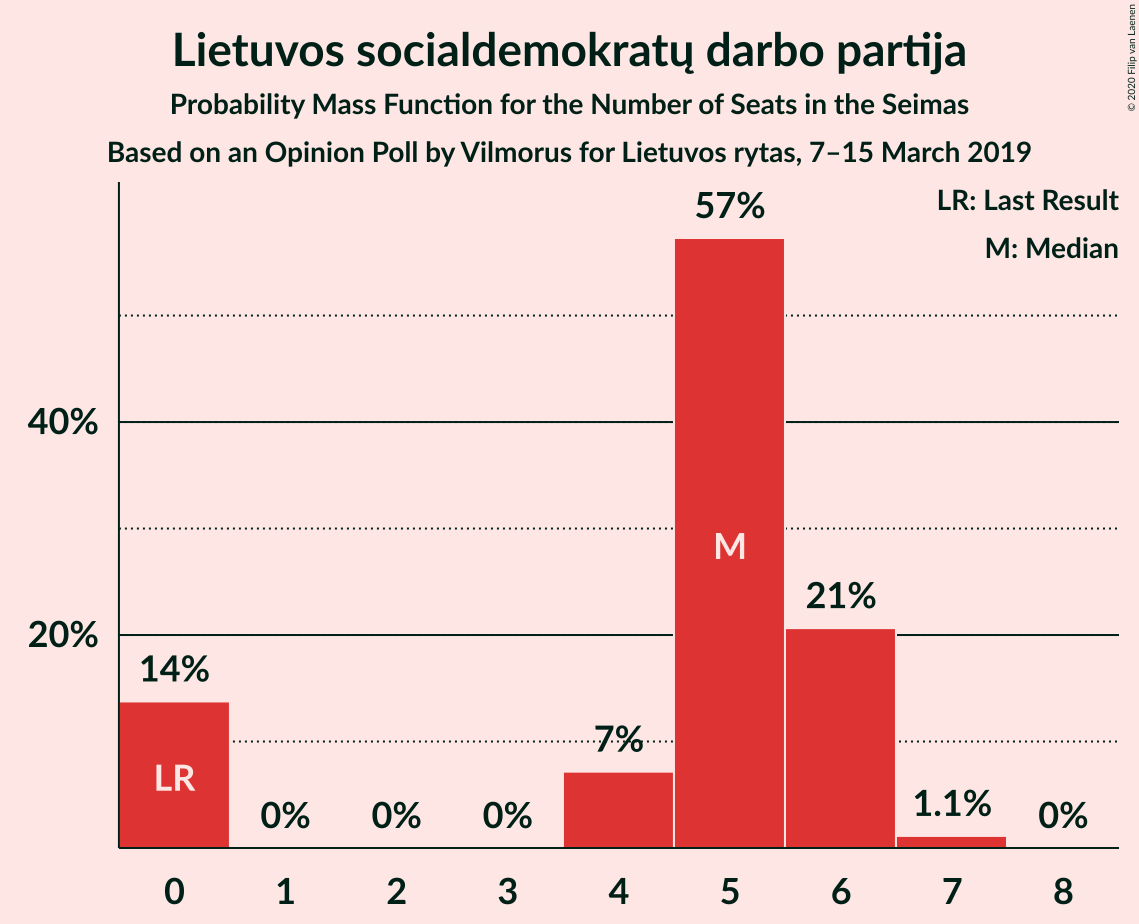 Lietuvos socialdemokratų darbo partija
Probability Mass Function for the Number of Seats in the Seimas
Based on an Opinion Poll by Vilmorus for Lietuvos rytas, 7–15 March 2019
© 2020 Filip van Laenen
LR: Last Result
M: Median
57%
40%
M
21%
20%
14%
7%
LR
1.1%
0% 0% 0% 0%
0 1 2 3 4 5 6 7 8